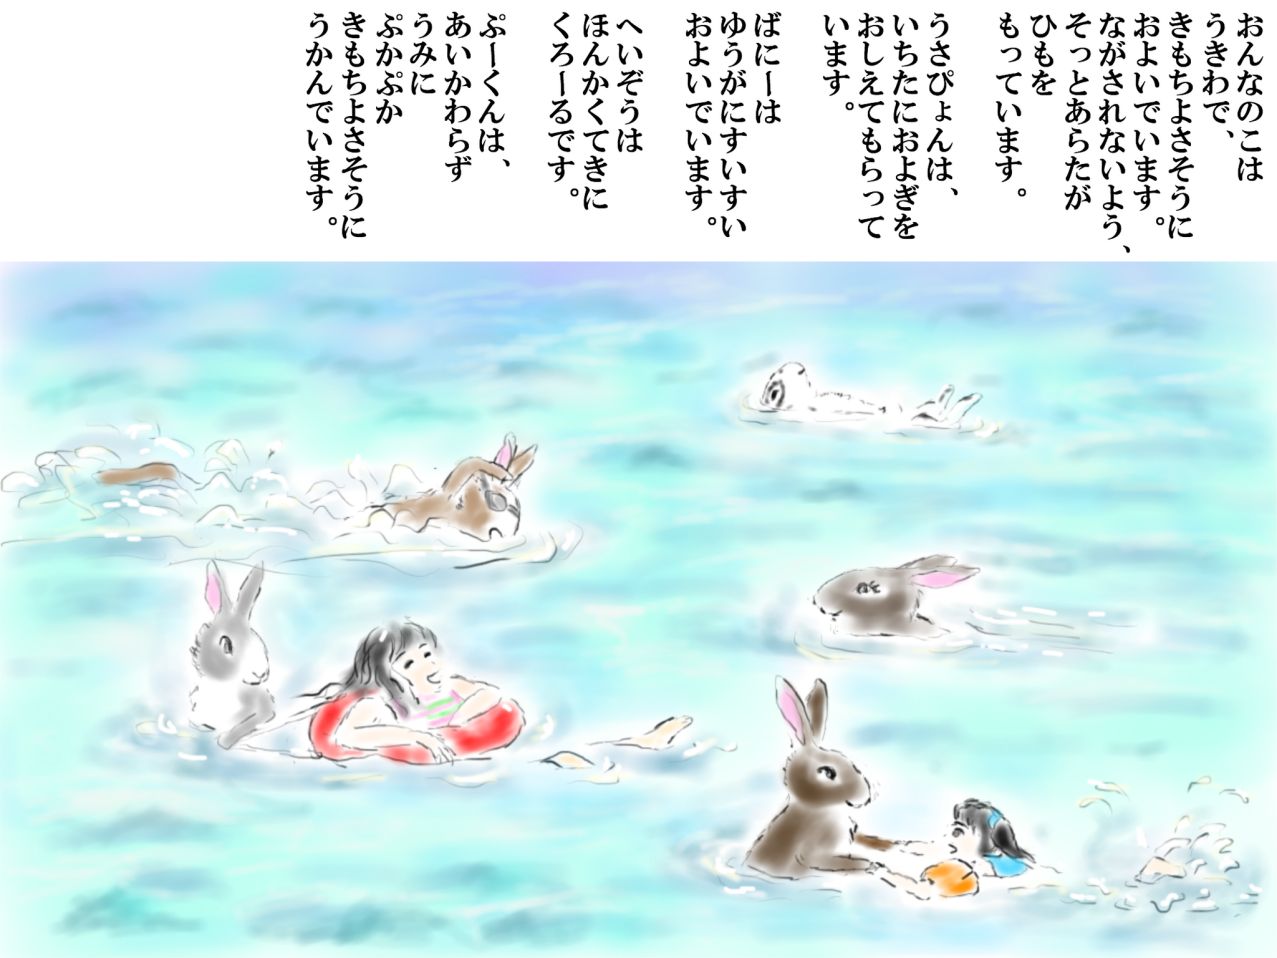 おんなのこは
うきわで、
きもちよさそうに
およいでいます。
ながされないよう、
そっとあらたが
ひもを
もっています。
うさぴょんは、
いちたにおよぎを
おしえてもらって
います。
ばにーは
ゆうがにすいすい
およいでいます。
へいぞうは
ほんかくてきに
くろーるです。
ぷーくんは、
あいかわらず
うみに
ぷかぷか
きもちよさそうに
うかんでいます。